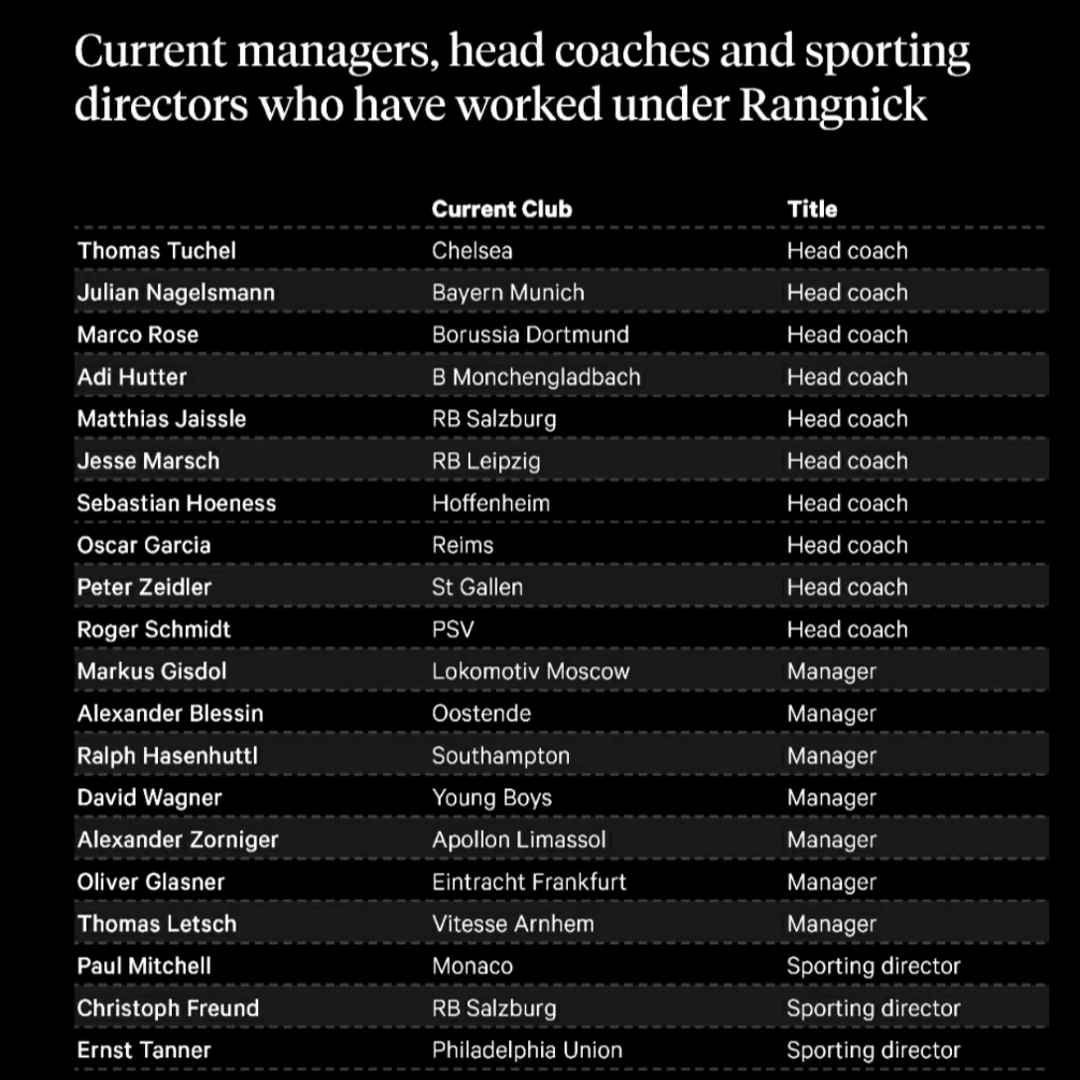 Current managers, head coaches and sporting
directors who have worked under Rangnick
Current Club Title
Thomas Tuchel Chelsea Head coach
Julian Nagelsmann Bayern Munich Head coach
Marco Rose Borussia Dortmund Head coach
Adi Hutter B Monchengladbach Head coach
Matthias Jaissle RB Salzburg Head coach
Jesse Marsch RB Leipzig Head coach
Sebastian Hoeness Hoffenheim Head coach
Oscar Garcia Reims Head coach
Peter Zeidler St Gallen Head coach
Roger Schmidt PSV Head coach
Markus Gisdol Lokomotiv Moscow Manager
Alexander Blessin Oostende Manager
Ralph Hasenhuttl Southampton Manager
David Wagner Young Boys Manager
Alexander Zorniger Apollon Limassol Manager
Oliver Glasner Eintracht Frankfurt Manager
Thomas Letsch Vitesse Arnhem Manager
Paul Mitchell Monaco Sporting director
Christoph Freund RB Salzburg Sporting director
Ernst Tanner Philadelphia Union Sporting director